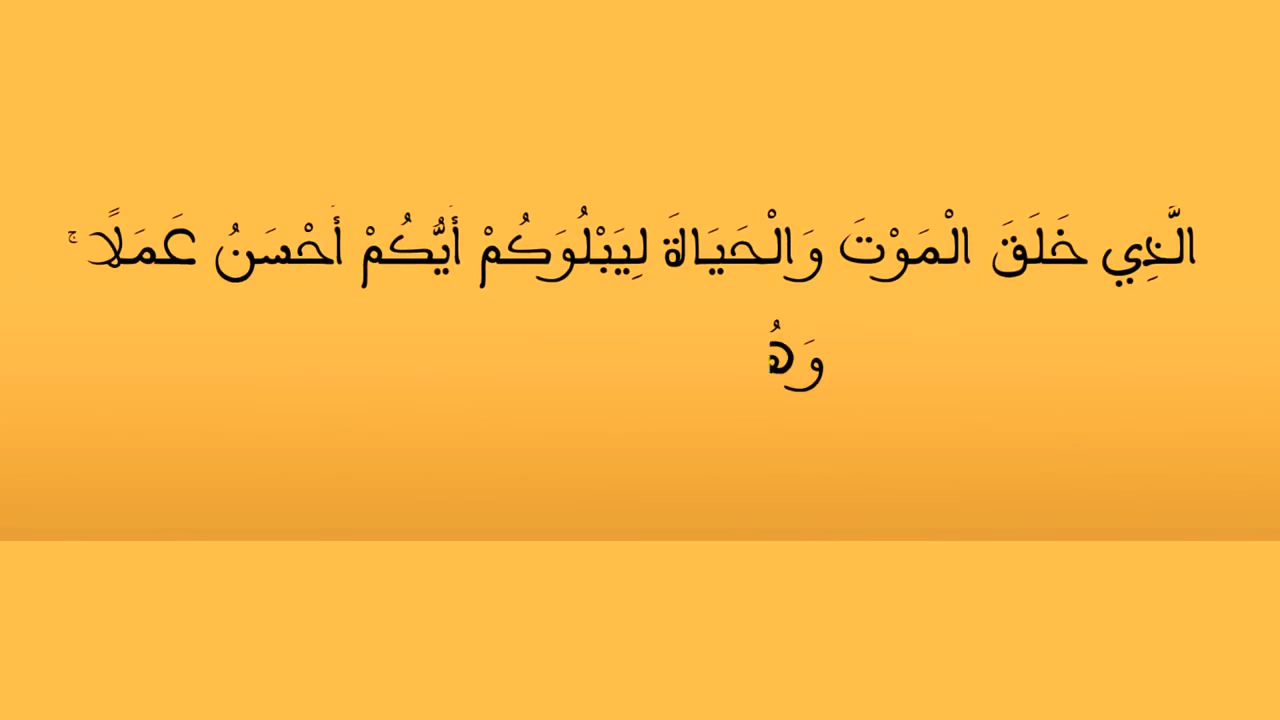 الَّذِي خَلَقَ الْمَوْتَ وَالْحَيَاةَ لِيَبْلُوَكُمْ أَيُّكُمْ أَحْسَنُ عَمَلًا ۚ
وَهُ